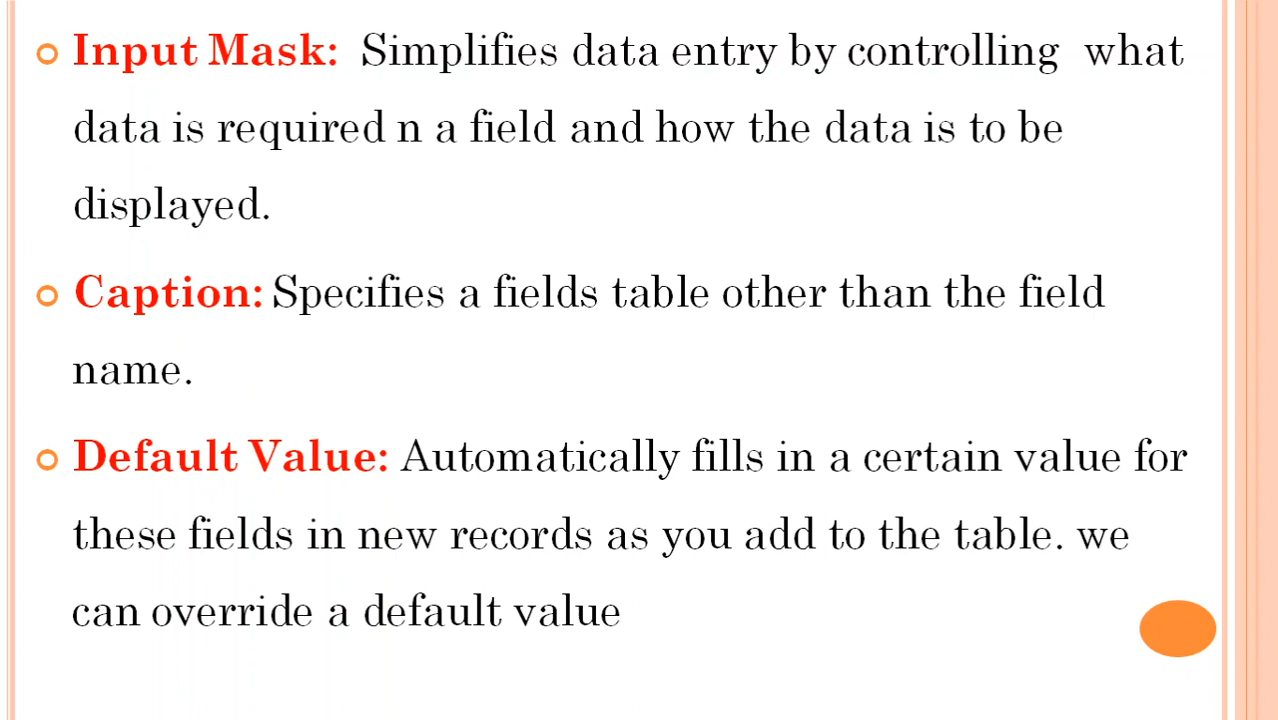 Input Mask: Simplifies data entry by controlling what
data is required n a field and how the data is to be
displayed.
Caption: Specifies a fields table other than the field
name.
Default Value: Automatically fills in a certain value for
these fields in new records as you add to the table. we
can override a default value